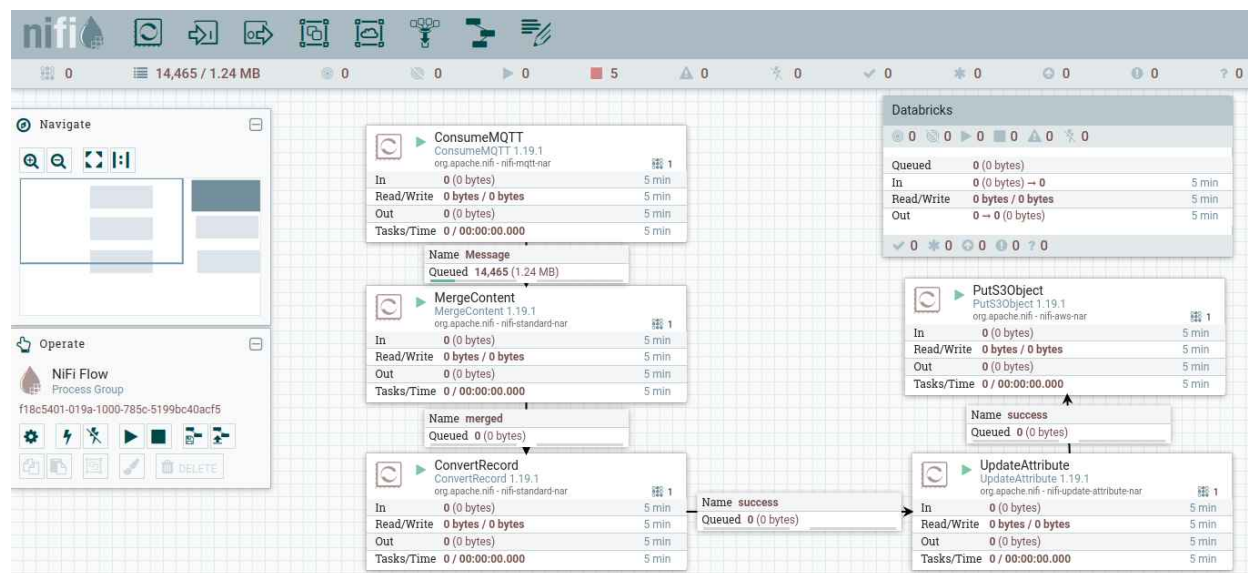 nifi
0 14,465 / 1.24 MB 0 0 0 5 0 0 0 0 0 0 ? 0
Navigate
Operate
NiFi Flow
Process Group
f18c5401-019a-1000-785c-5199bc40acf5
DELETE
ConsumeMQTT
ConsumeMQTT 1.19.1
org.apache.nifi - nifi-mqtt-nar
1
In 0 (0 bytes) 5 min
Read/Write 0 bytes / 0 bytes 5 min
Out 0 (0 bytes) 5 min
Tasks/Time 0 / 00:00:00.000 5 min
Name Message
Queued 14,465 (1.24 MB)
MergeContent
MergeContent 1.19.1
org.apache.nifi - nifi-standard-nar
1
In 0 (0 bytes) 5 min
Read/Write 0 bytes / 0 bytes 5 min
Out 0 (0 bytes) 5 min
Tasks/Time 0 / 00:00:00.000 5 min
Name merged
Queued 0 (0 bytes)
ConvertRecord
ConvertRecord 1.19.1
org.apache.nifi - nifi-standard-nar
1
In 0 (0 bytes) 5 min
Read/Write 0 bytes / 0 bytes 5 min
Out 0 (0 bytes) 5 min
Tasks/Time 0 / 00:00:00.000 5 min
Name success
Queued 0 (0 bytes)
Databricks
0 0 0 0 0 0
Queued 0 (0 bytes)
In 0 (0 bytes) → 0 5 min
Read/Write 0 bytes / 0 bytes 5 min
Out 0 → 0 (0 bytes) 5 min
0 0 0 0 ? 0
PutS3Object
PutS3Object 1.19.1
org.apache.nifi - nifi-aws-nar
1
In 0 (0 bytes) 5 min
Read/Write 0 bytes / 0 bytes 5 min
Out 0 (0 bytes) 5 min
Tasks/Time 0 / 00:00:00.000 5 min
Name success
Queued 0 (0 bytes)
UpdateAttribute
UpdateAttribute 1.19.1
org.apache.nifi - nifi-update-attribute-nar
1
In 0 (0 bytes) 5 min
Read/Write 0 bytes / 0 bytes 5 min
Out 0 (0 bytes) 5 min
Tasks/Time 0 / 00:00:00.000 5 min